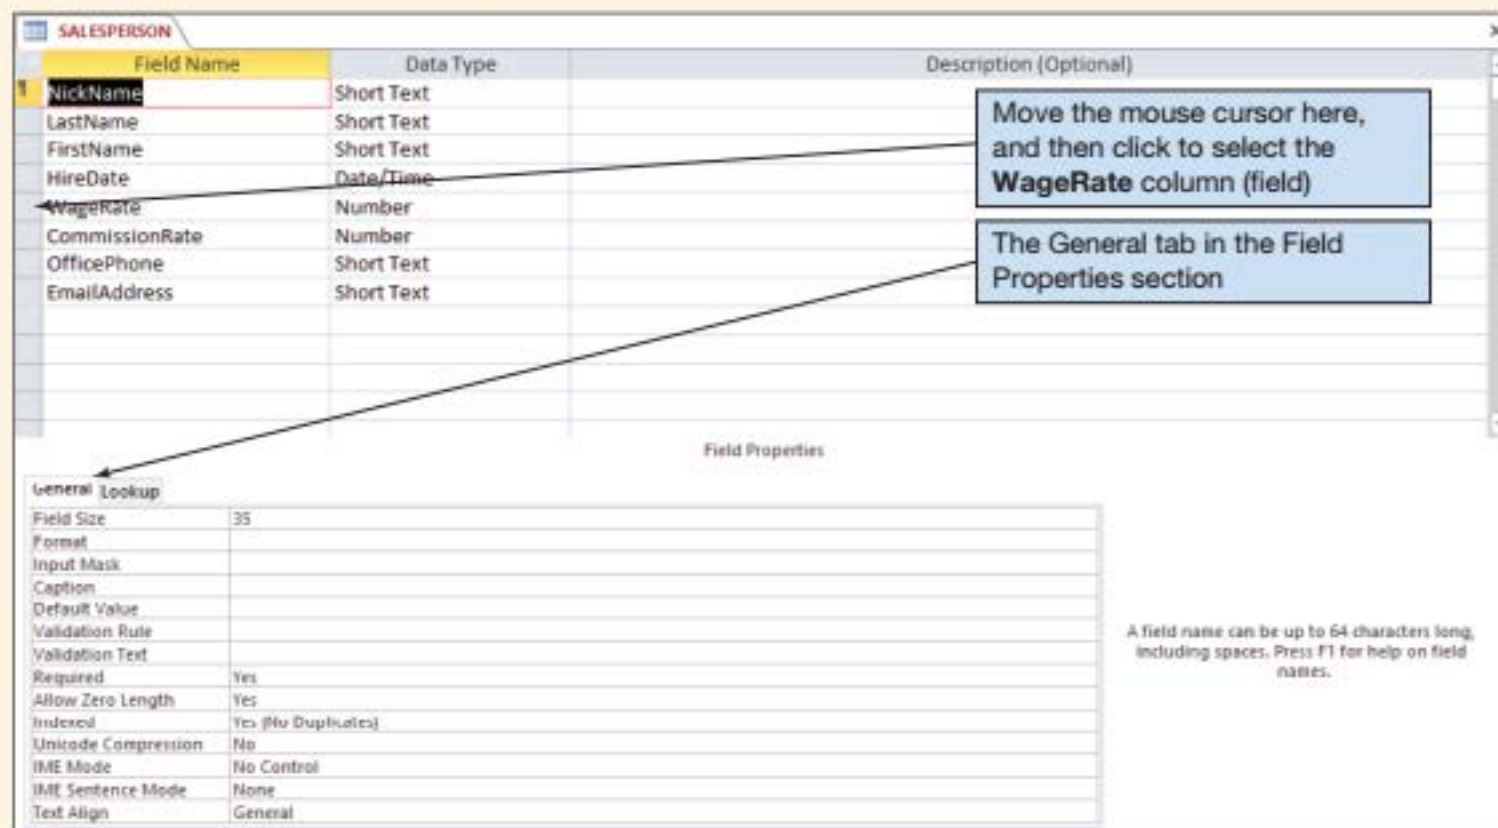 SALESPERSON
Field Name Data Type Description (Optional)
NickName Short Text
LastName Short Text
FirstName Short Text
HireDate Date/Time
WageRate Number
CommissionRate Number
OfficePhone Short Text
EmailAddress Short Text
Move the mouse cursor here,
and then click to select the
WageRate column (field)
The General tab in the Field
Properties section
Field Properties
General Lookup
Field Size 35
Format
Input Mask
Caption
Default Value
Validation Rule
Validation Text
Required Yes
Allow Zero Length Yes
Indexed Yes (No Duplicates)
Unicode Compression No
IME Mode No Control
IME Sentence Mode None
Text Align General
A field name can be up to 64 characters long,
including spaces. Press F1 for help on field
names.